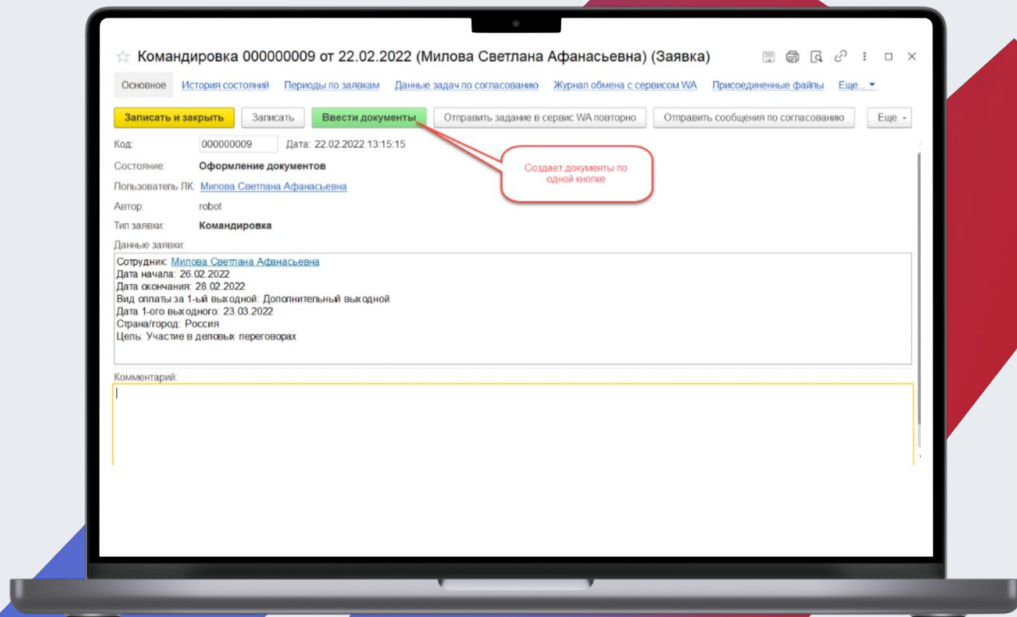 Командировка 000000009 от 22.02.2022 (Милова Светлана Афанасьевна) (Заявка)
Основное История состояний Периоды по заявкам Данные задач по согласованию Журнал обмена с сервисом WA Присоединенные файлы Еще...
Записать и закрыть Записать Ввести документы Отправить задание в сервис WA повторно Отправить сообщения по согласованию Еще
Код: 000000009 Дата: 22.02.2022 13:15:15
Создает документы по
одной кнопке
Состояние: Оформление документов
Пользователь ЛК: Милова Светлана Афанасьевна
Автор: robot
Тип заявки: Командировка
Данные заявки:
Сотрудник: Милова Светлана Афанасьевна
Дата начала: 26.02.2022
Дата окончания: 28.02.2022
Вид оплаты за 1-ый выходной: Дополнительный выходной
Дата 1-ого выходного: 23.03.2022
Страна/город: Россия
Цель: Участие в деловых переговорах
Комментарий: